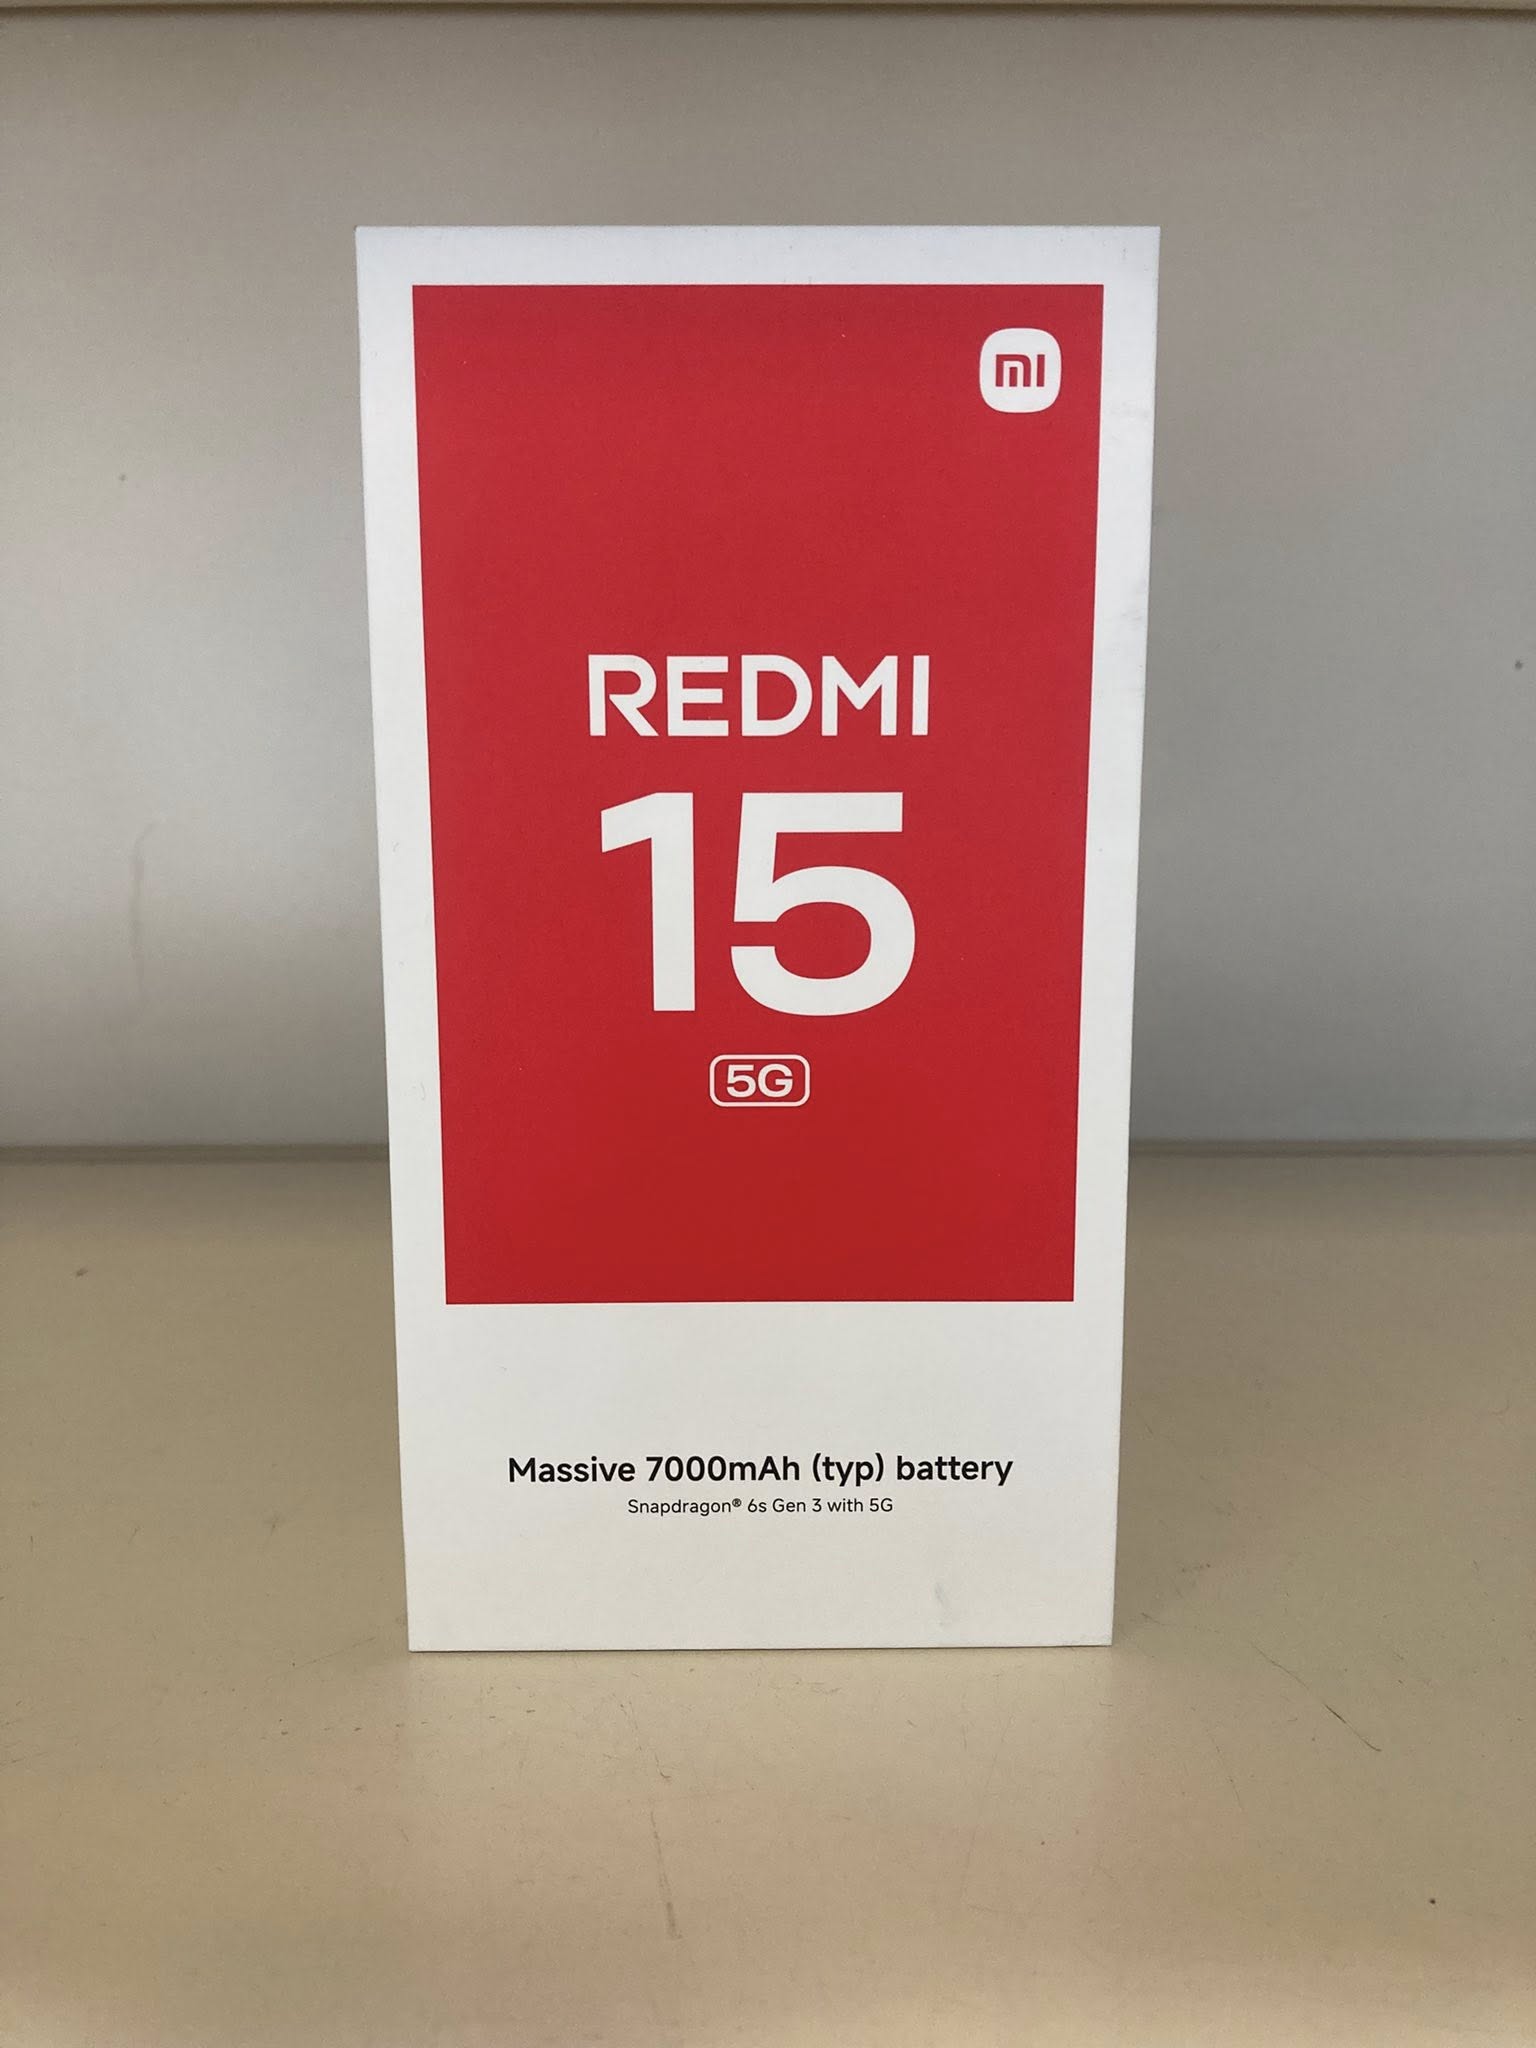 mi
REDMI
15
5G
Massive 7000mAh (typ) battery
Snapdragon® 6s Gen 3 with 5G